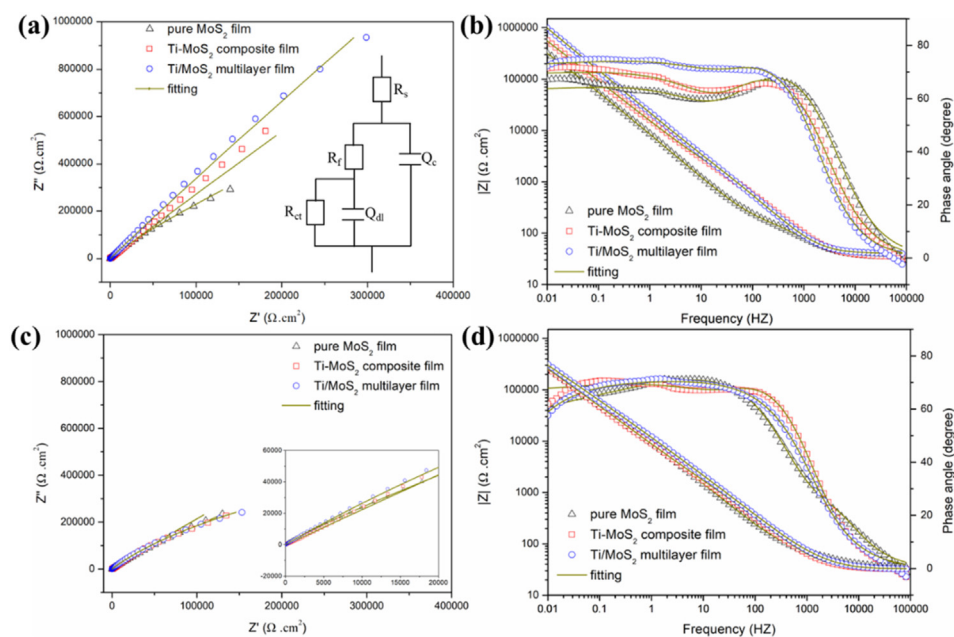 (a)
1000000
800000
600000
400000
200000
0
Z'' (Ω.cm²)
pure MoS₂ film
Ti-MoS₂ composite film
Ti/MoS₂ multilayer film
fitting
Rs
Rf
Qc
Rct
Qdl
0 100000 200000 300000 400000
Z' (Ω.cm²)
(b)
1000000
100000
10000
1000
100
10
|Z| (Ω .cm²)
80
60
40
20
0
Phase angle (degree)
pure MoS₂ film
Ti-MoS₂ composite film
Ti/MoS₂ multilayer film
fitting
0.01 0.1 1 10 100 1000 10000 100000
Frequency (HZ)
(c)
1000000
800000
600000
400000
200000
0
Z'' (Ω .cm²)
pure MoS₂ film
Ti-MoS₂ composite film
Ti/MoS₂ multilayer film
fitting
60000
40000
20000
0
-20000
0 5000 10000 15000 20000
0 100000 200000 300000 400000
Z' (Ω .cm²)
(d)
1000000
100000
10000
1000
100
10
|Z| (Ω .cm²)
80
60
40
20
0
Phase angle (degree)
pure MoS₂ film
Ti-MoS₂ composite film
Ti/MoS₂ multilayer film
fitting
0.01 0.1 1 10 100 1000 10000 100000
Frequency (HZ)